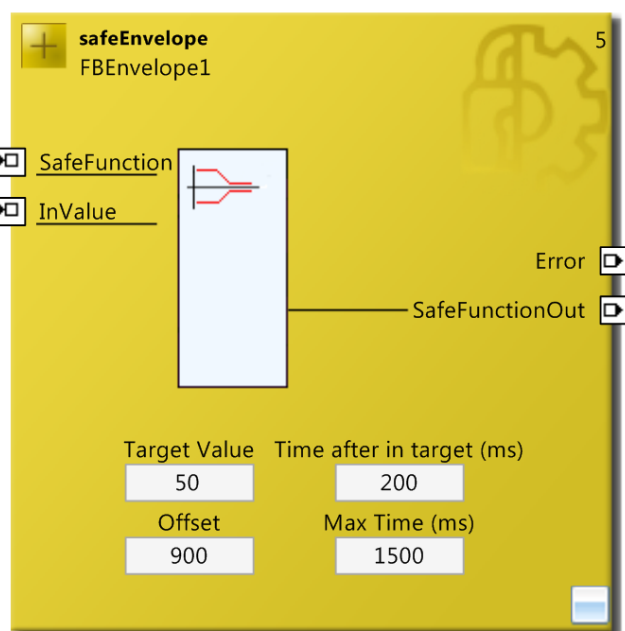 safeEnvelope
5
FBEnvelope1
SafeFunction
InValue
Error
SafeFunctionOut
Target Value Time after in target (ms)
50 200
Offset Max Time (ms)
900 1500